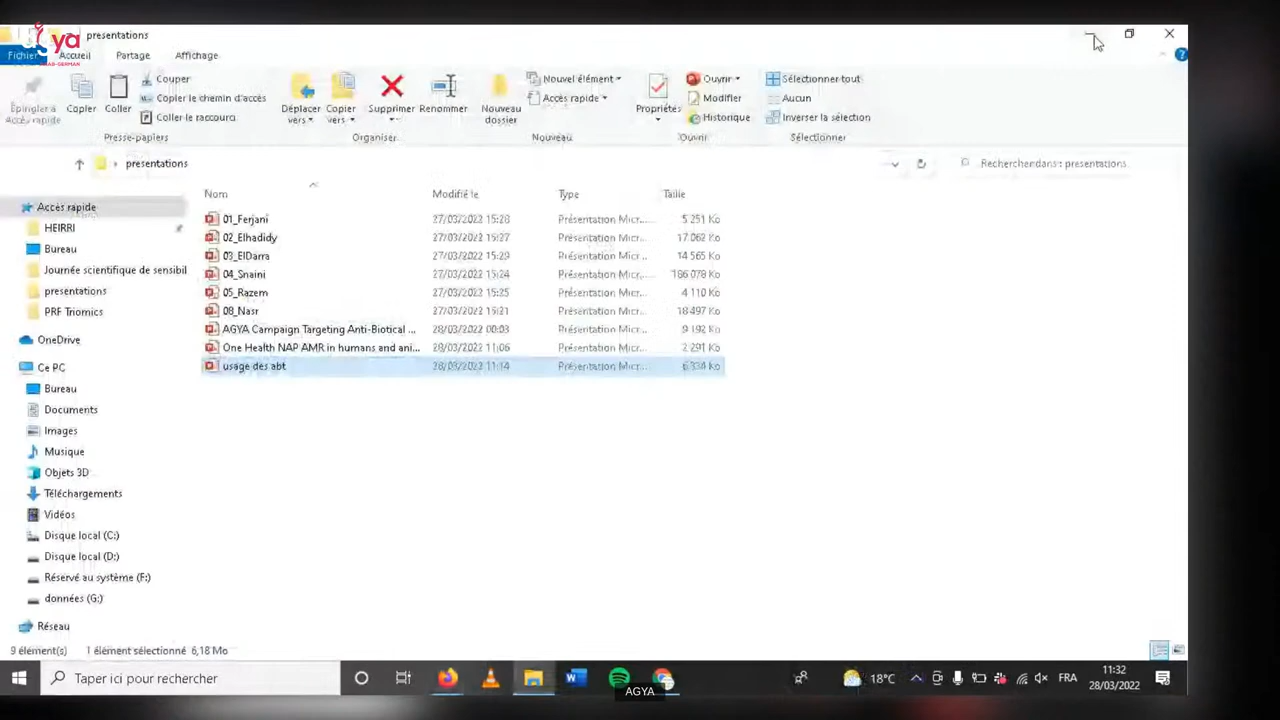 agya
ARAB-GERMAN
presentations
Fichier Accueil Partage Affichage
Épingler à Accès rapide
Copier
Coller
Couper
Copier le chemin d'accès
Coller le raccourci
Presse-papiers
Déplacer vers
Copier vers
Supprimer
Renommer
Organiser
Nouveau dossier
Nouvel élément
Accès rapide
Nouveau
Propriétés
Ouvrir
Modifier
Historique
Ouvrir
Sélectionner tout
Aucun
Inverser la sélection
Sélectionner
presentations
Rechercher dans : presentations
Nom Modifié le Type Taille
01_Ferjani 27/03/2022 15:28 Présentation Micr... 5 251 Ko
02_Elhadidy 27/03/2022 15:27 Présentation Micr... 17 062 Ko
03_ElDarra 27/03/2022 15:29 Présentation Micr... 14 565 Ko
04_Snaini 27/03/2022 15:24 Présentation Micr... 186 078 Ko
05_Razem 27/03/2022 15:25 Présentation Micr... 4 110 Ko
08_Nasr 27/03/2022 15:21 Présentation Micr... 18 497 Ko
AGYA Campaign Targeting Anti-Biotical ... 28/03/2022 00:03 Présentation Micr... 9 192 Ko
One Health NAP AMR in humans and ani... 28/03/2022 11:06 Présentation Micr... 2 291 Ko
usage des abt 28/03/2022 11:14 Présentation Micr... 6 334 Ko
Accès rapide
HEIRRI
Bureau
Journée scientifique de sensibil
presentations
PRF Triomics
OneDrive
Ce PC
Bureau
Documents
Images
Musique
Objets 3D
Téléchargements
Vidéos
Disque local (C:)
Disque local (D:)
Réservé au système (F:)
données (G:)
Réseau
9 élément(s) 1 élément sélectionné 6,18 Mo
Taper ici pour rechercher
18°C
FRA
11:32
28/03/2022
AGYA